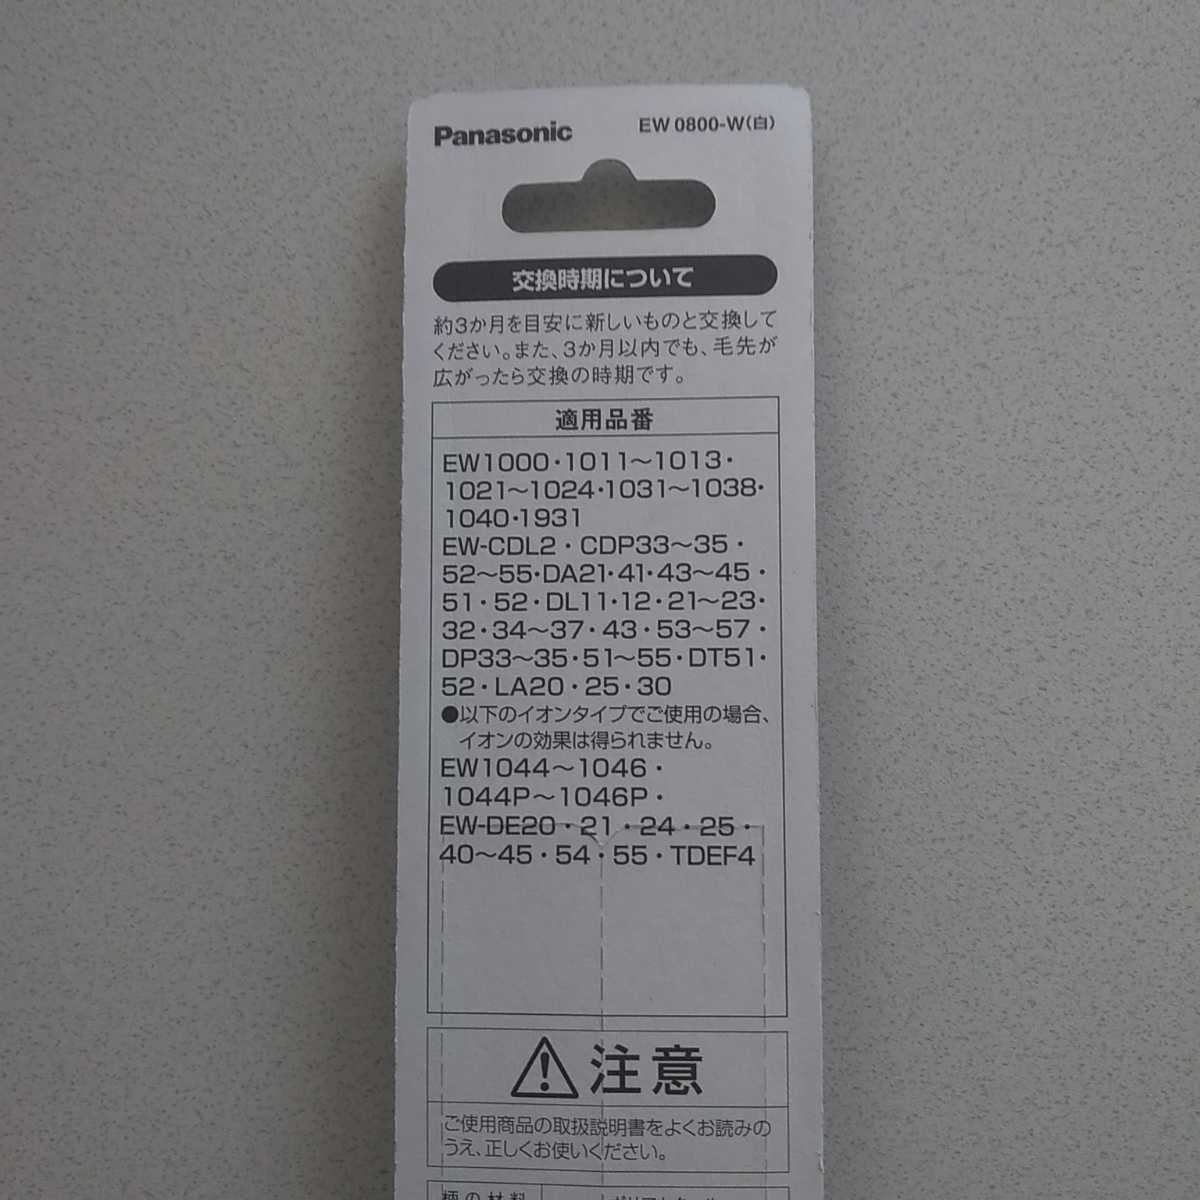 Panasonic EW 0800-W(白)
交換時期について
約3か月を目安に新しいものと交換して
ください。また、3か月以内でも、毛先が
広がったら交換の時期です。
適用品番
EW1000・1011～1013・
1021～1024・1031～1038・
1040・1931
EW-CDL2・CDP33～35・
52～55・DA21・41・43～45・
51・52・DL11・12・21～23・
32・34～37・43・53～57・
DP33～35・51～55・DT51・
52・LA20・25・30
●以下のイオンタイプでご使用の場合、
イオンの効果は得られません。
EW1044～1046・
1044P～1046P・
EW-DE20・21・24・25・
40～45・54・55・TDEF4
注意
ご使用商品の取扱説明書をよくお読みの
うえ、正しくお使いください。
柄の材料